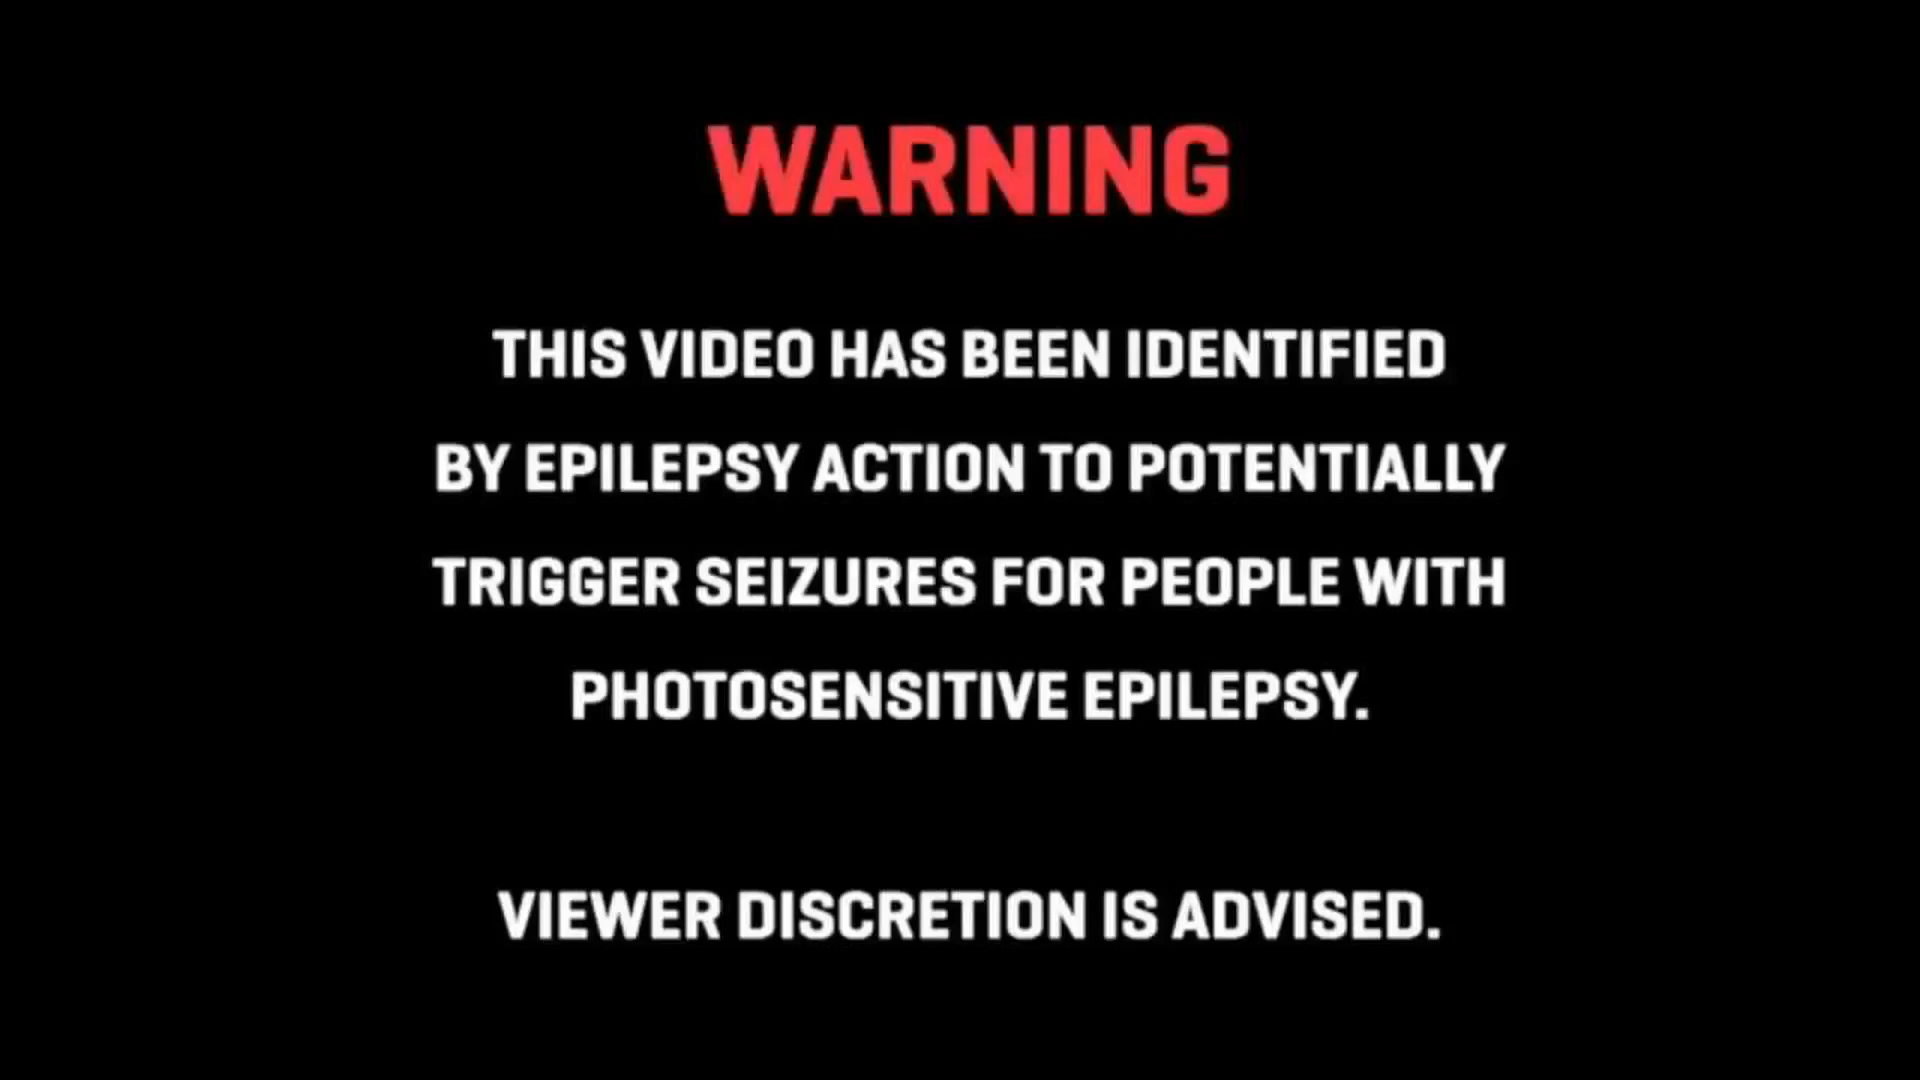 WARNING
THIS VIDEO HAS BEEN IDENTIFIED
BY EPILEPSY ACTION TO POTENTIALLY
TRIGGER SEIZURES FOR PEOPLE WITH
PHOTOSENSITIVE EPILEPSY.
VIEWER DISCRETION IS ADVISED.